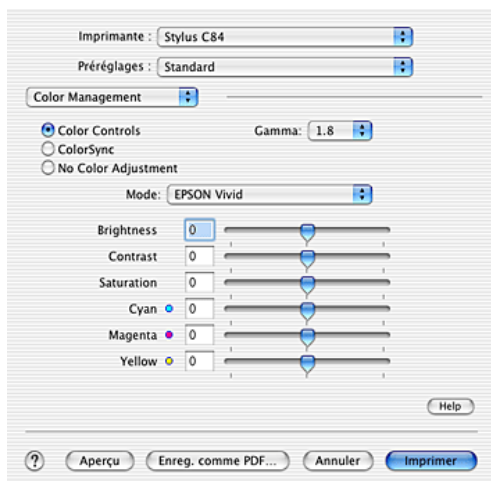 Imprimante : Stylus C84
Préréglages : Standard
Color Management
Color Controls Gamma: 1.8
ColorSync
No Color Adjustment
Mode: EPSON Vivid
Brightness 0
Contrast 0
Saturation 0
Cyan 0
Magenta 0
Yellow 0
Help
? Aperçu Enreg. comme PDF... Annuler Imprimer